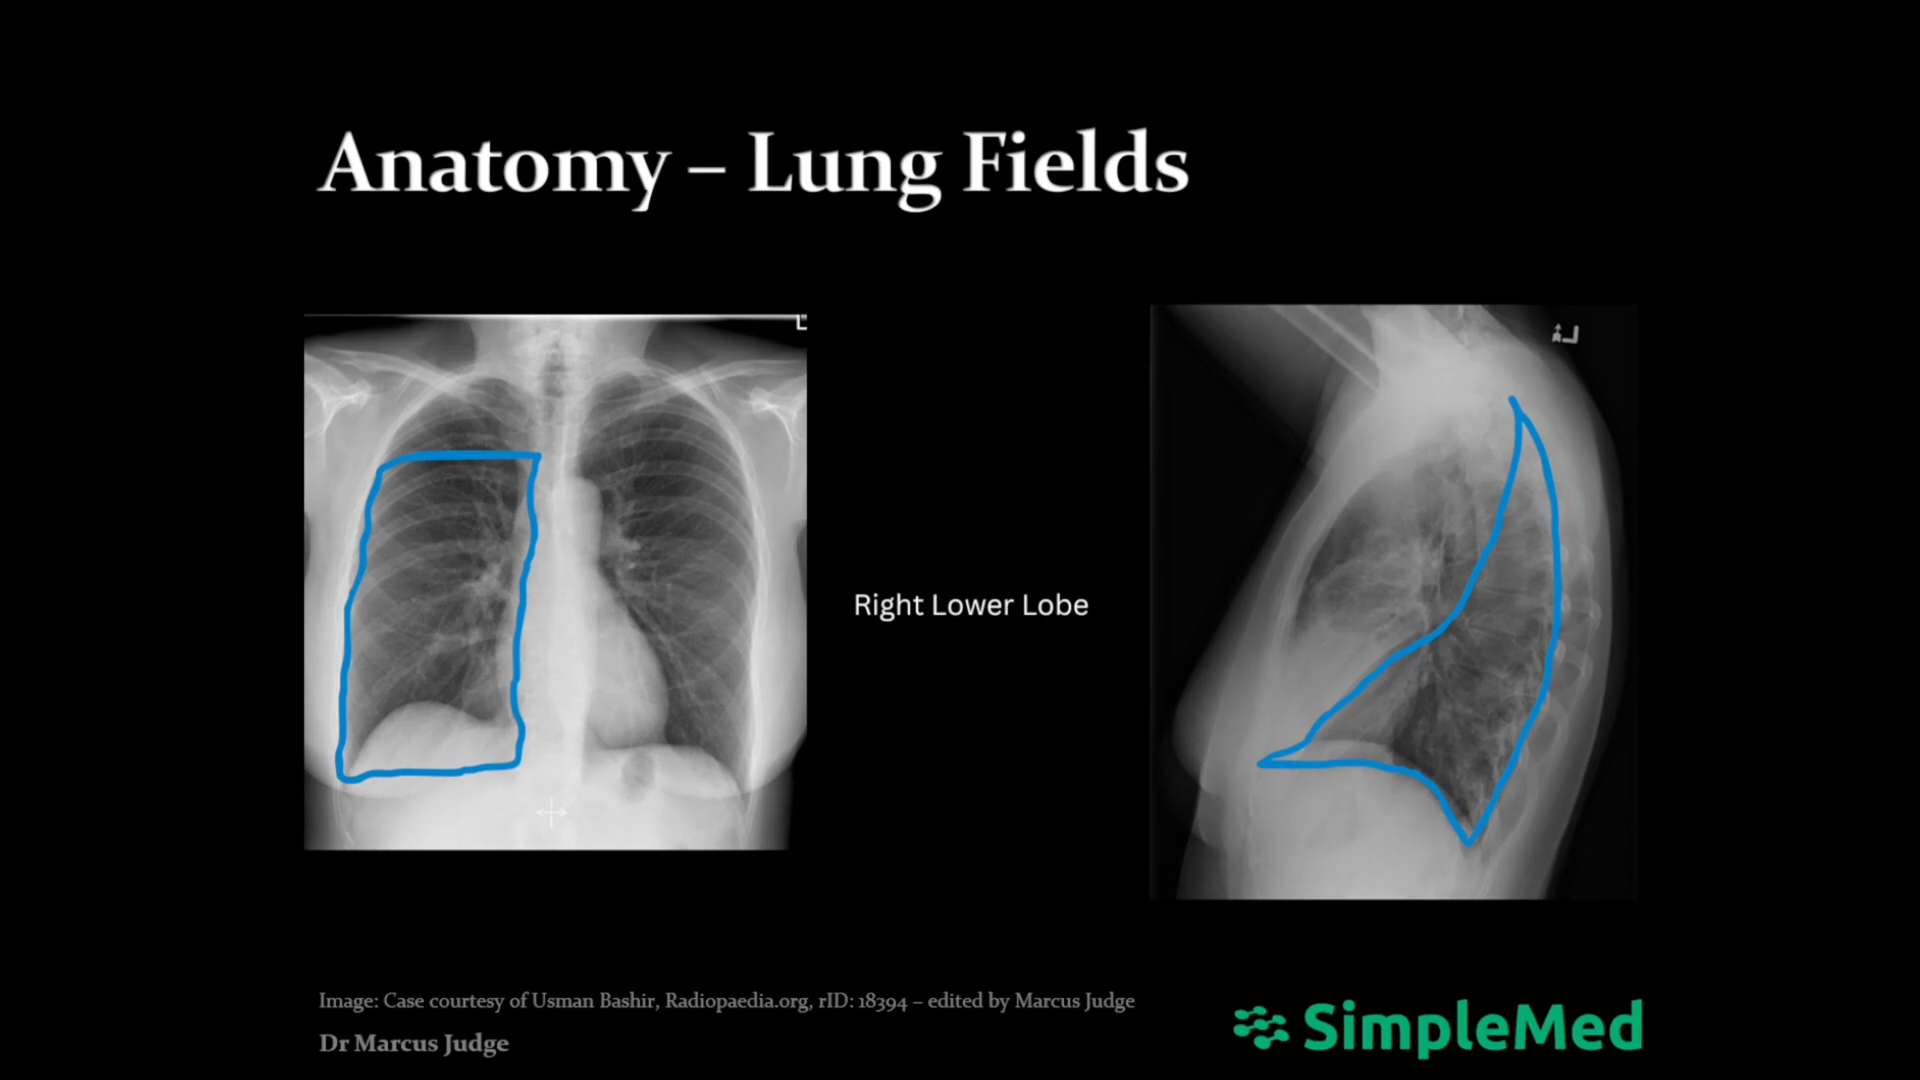 Anatomy – Lung Fields
L
L
Right Lower Lobe
Image: Case courtesy of Usman Bashir, Radiopaedia.org, rID: 18394 – edited by Marcus Judge
Dr Marcus Judge
SimpleMed